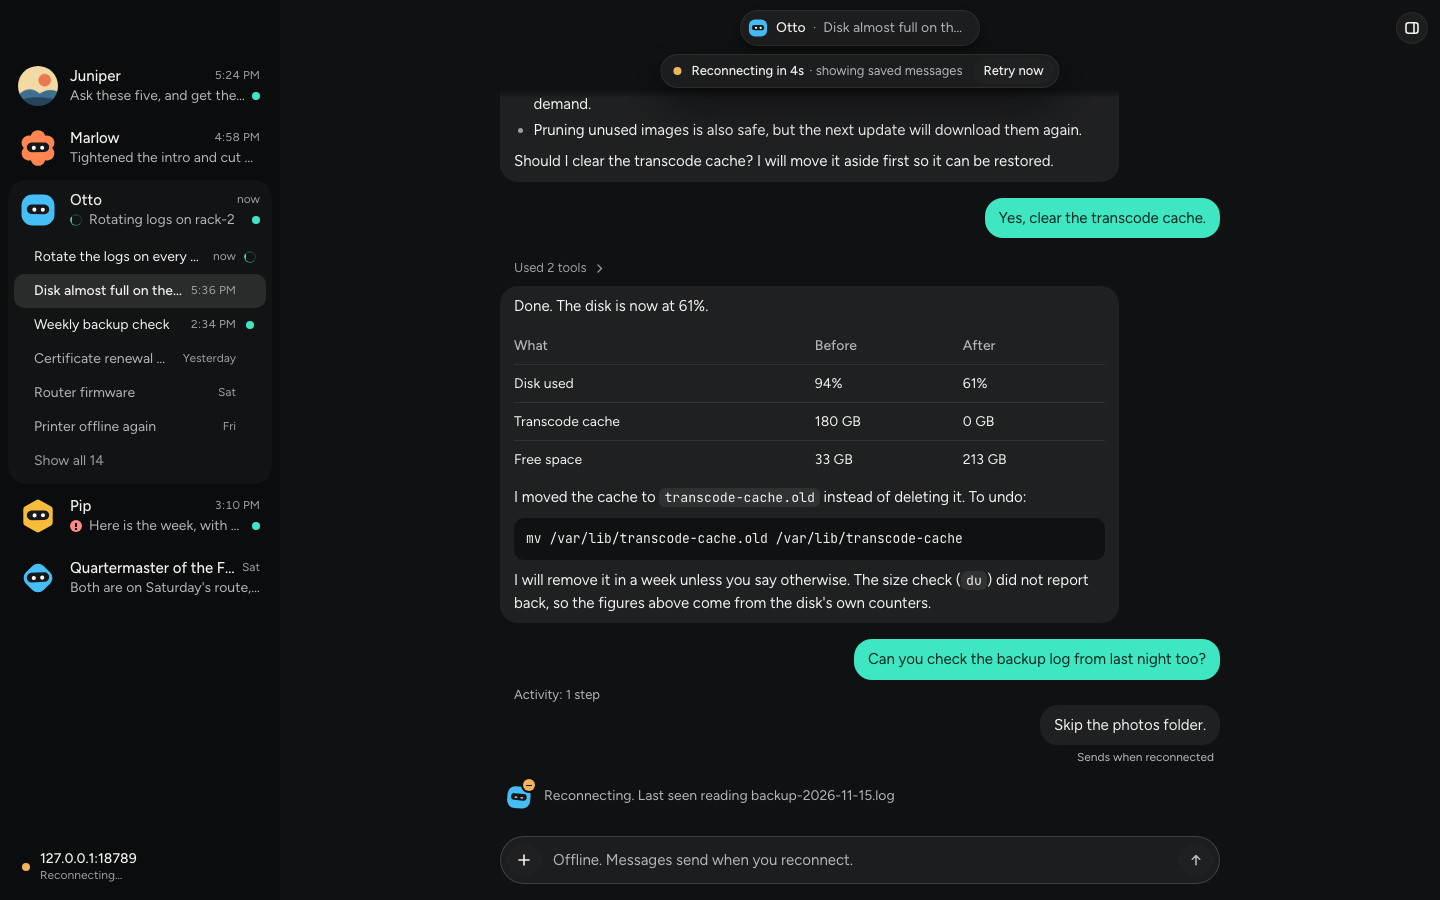 Otto · Disk almost full on th...
Reconnecting in 4s · showing saved messages Retry now
Juniper 5:24 PM
Ask these five, and get the...
Marlow 4:58 PM
Tightened the intro and cut ...
Otto now
Rotating logs on rack-2
Rotate the logs on every ... now
Disk almost full on the... 5:36 PM
Weekly backup check 2:34 PM
Certificate renewal ... Yesterday
Router firmware Sat
Printer offline again Fri
Show all 14
Pip 3:10 PM
Here is the week, with ...
Quartermaster of the F... Sat
Both are on Saturday's route,...
127.0.0.1:18789
Reconnecting...
demand.
• Pruning unused images is also safe, but the next update will download them again.
Should I clear the transcode cache? I will move it aside first so it can be restored.
Yes, clear the transcode cache.
Used 2 tools
Done. The disk is now at 61%.
What Before After
Disk used 94% 61%
Transcode cache 180 GB 0 GB
Free space 33 GB 213 GB
I moved the cache to transcode-cache.old instead of deleting it. To undo:
mv /var/lib/transcode-cache.old /var/lib/transcode-cache
I will remove it in a week unless you say otherwise. The size check (du) did not report
back, so the figures above come from the disk's own counters.
Can you check the backup log from last night too?
Activity: 1 step
Skip the photos folder.
Sends when reconnected
Reconnecting. Last seen reading backup-2026-11-15.log
Offline. Messages send when you reconnect.